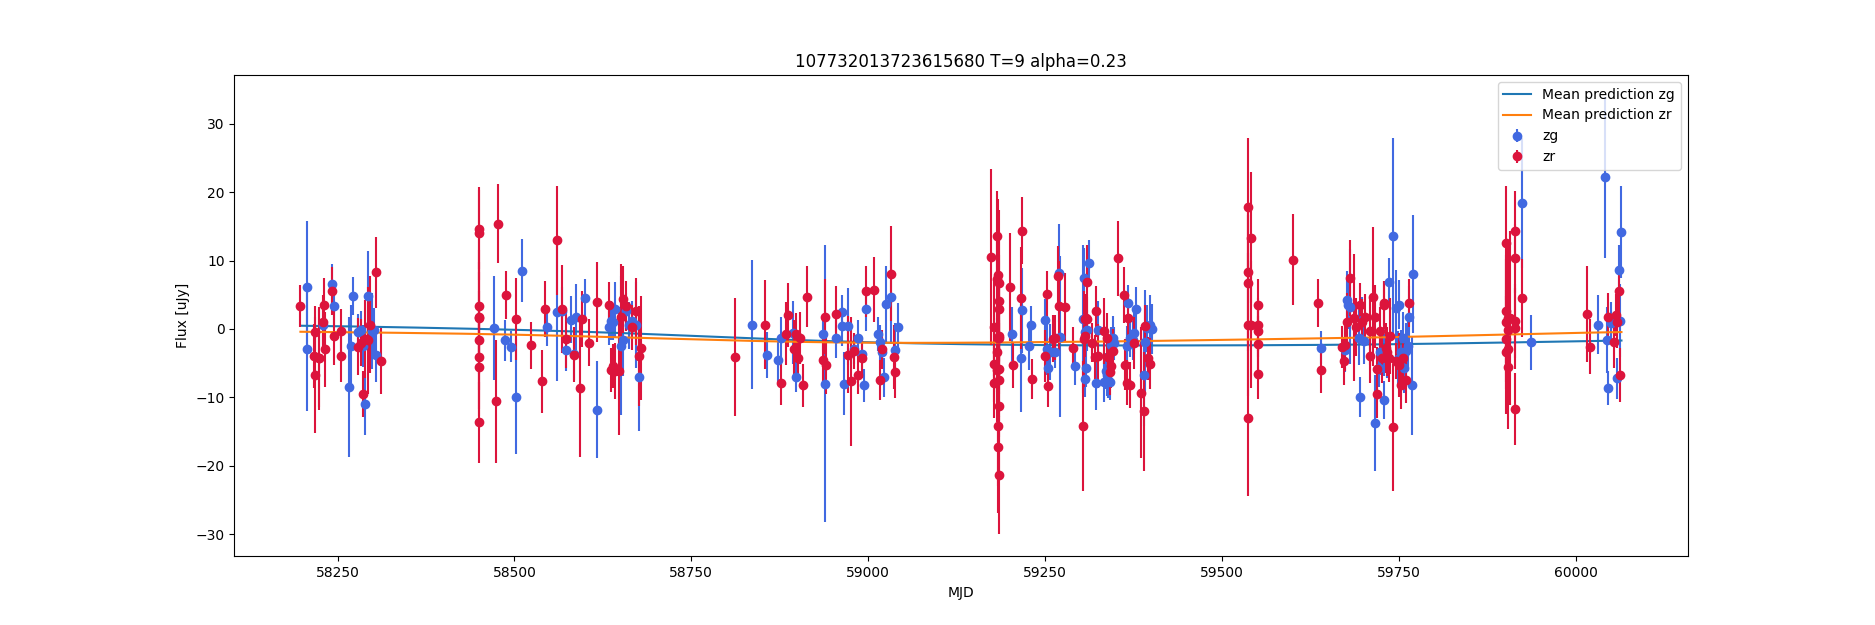 107732013723615680 T=9 alpha=0.23
Mean prediction zg
Mean prediction zr
zg
zr
Flux [uJy]
30
20
10
0
−10
−20
−30
58250 58500 58750 59000 59250 59500 59750 60000
MJD